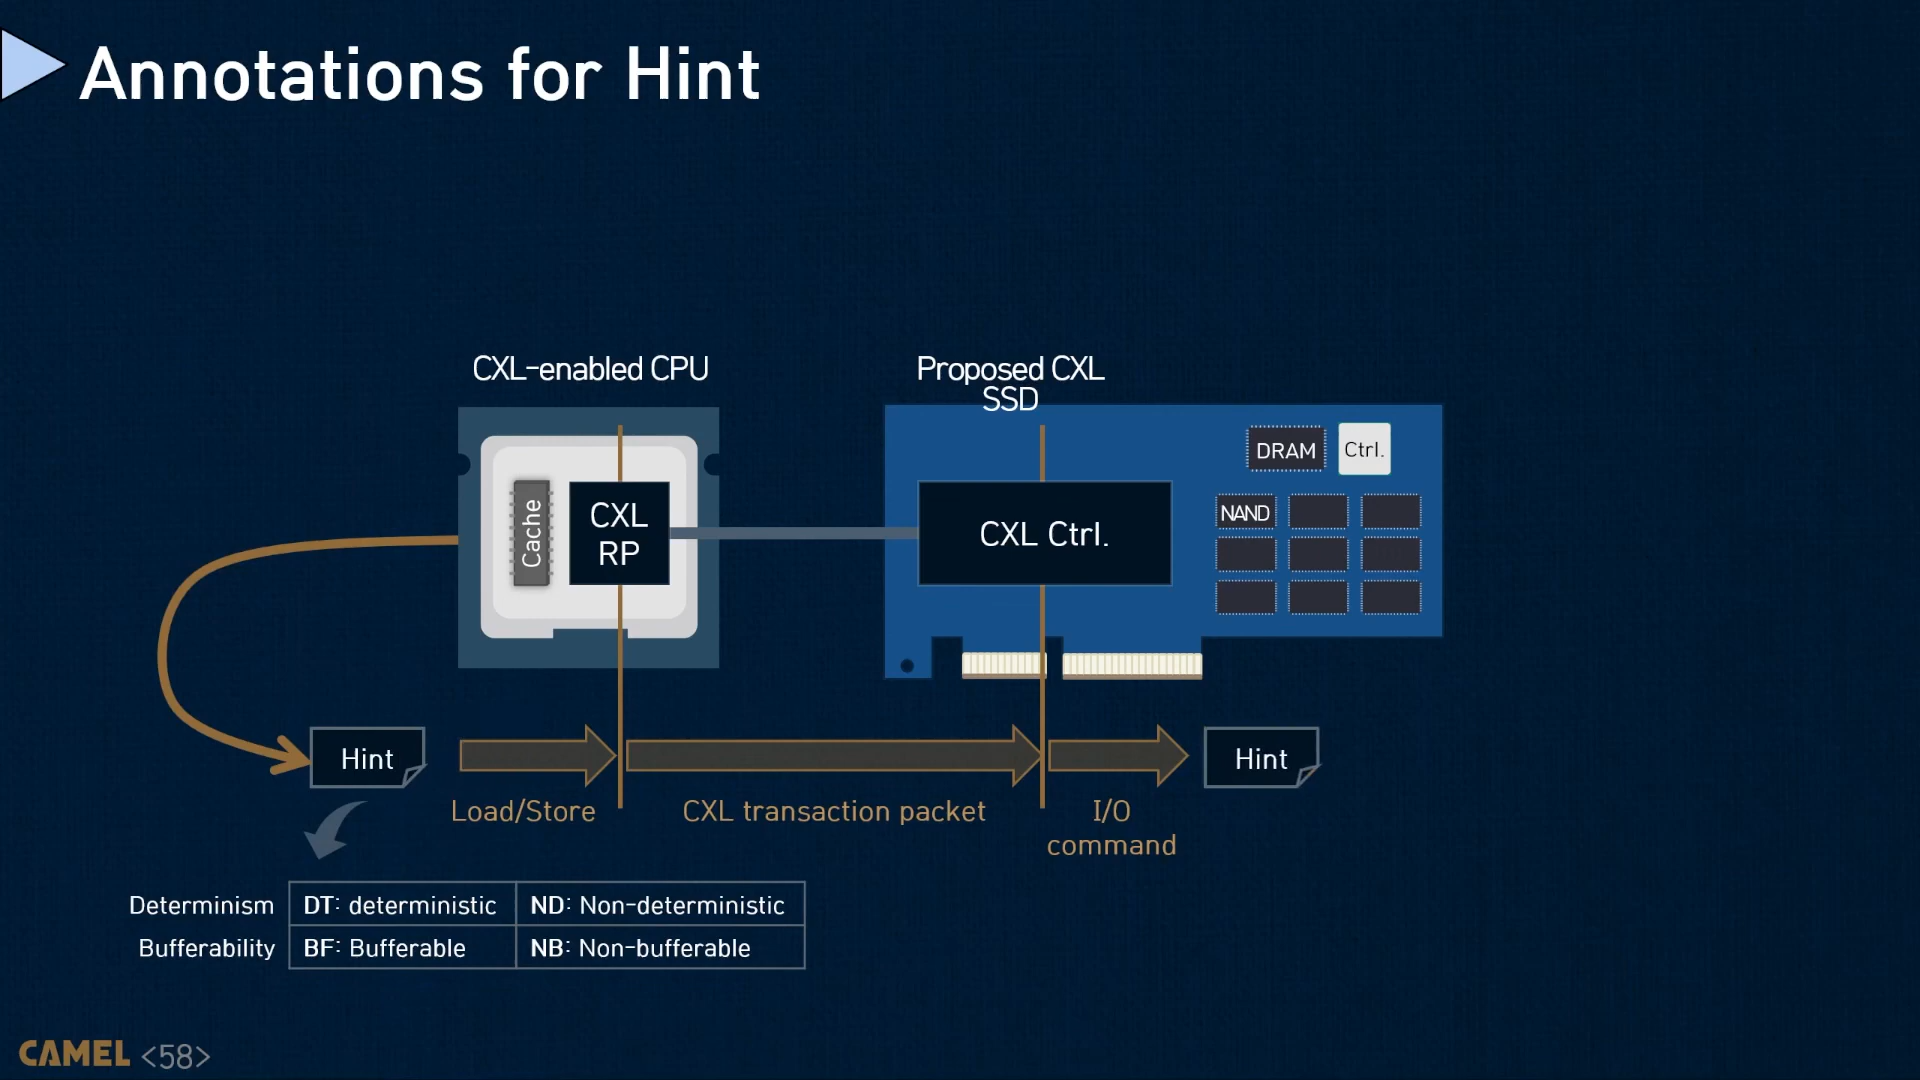 Annotations for Hint
CXL-enabled CPU
Proposed CXL
SSD
Cache
CXL
RP
CXL Ctrl.
DRAM
Ctrl.
NAND
Hint
Hint
Load/Store
CXL transaction packet
I/O
command
Determinism
DT: deterministic
ND: Non-deterministic
Bufferability
BF: Bufferable
NB: Non-bufferable
CAMEL <58>